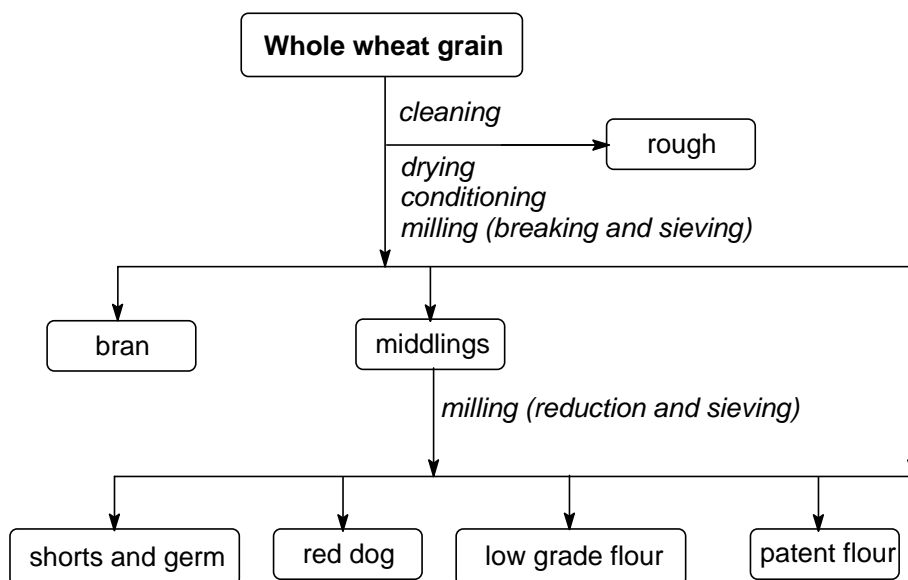 Whole wheat grain
cleaning
rough
drying
conditioning
milling (breaking and sieving)
bran
middlings
milling (reduction and sieving)
shorts and germ
red dog
low grade flour
patent flour